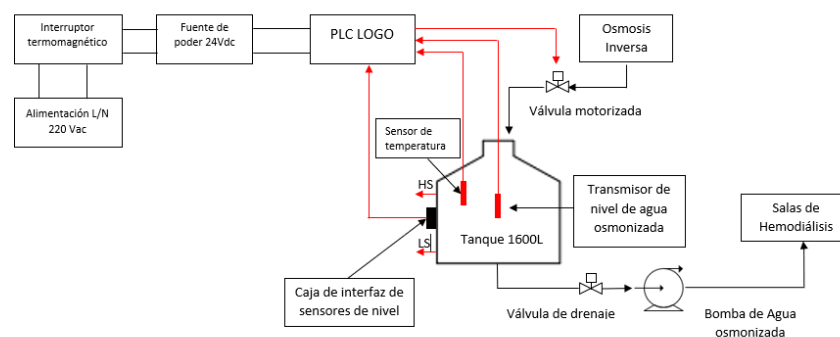 Interruptor
termomagnético
Fuente de
poder 24Vdc
PLC LOGO
Osmosis
Inversa
Alimentación L/N
220 Vac
Válvula motorizada
Sensor de
temperatura
HS
LS
Tanque 1600L
Transmisor de
nivel de agua
osmonizada
Salas de
Hemodiálisis
Caja de interfaz de
sensores de nivel
Válvula de drenaje
Bomba de Agua
osmonizada